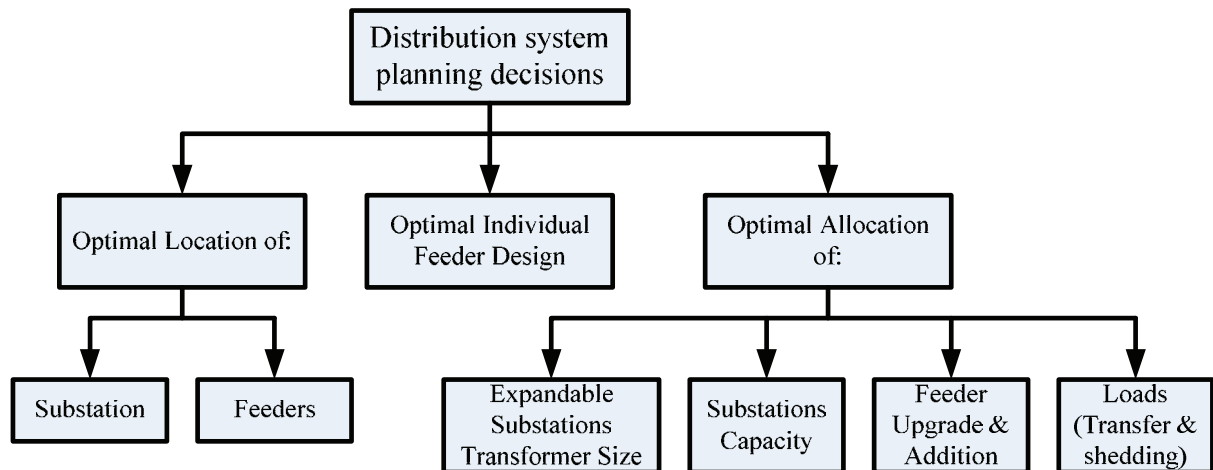 Distribution system
planning decisions
Optimal Location of:
Optimal Individual
Feeder Design
Optimal Allocation
of:
Substation
Feeders
Expandable
Substations
Transformer Size
Substations
Capacity
Feeder
Upgrade &
Addition
Loads
(Transfer &
shedding)